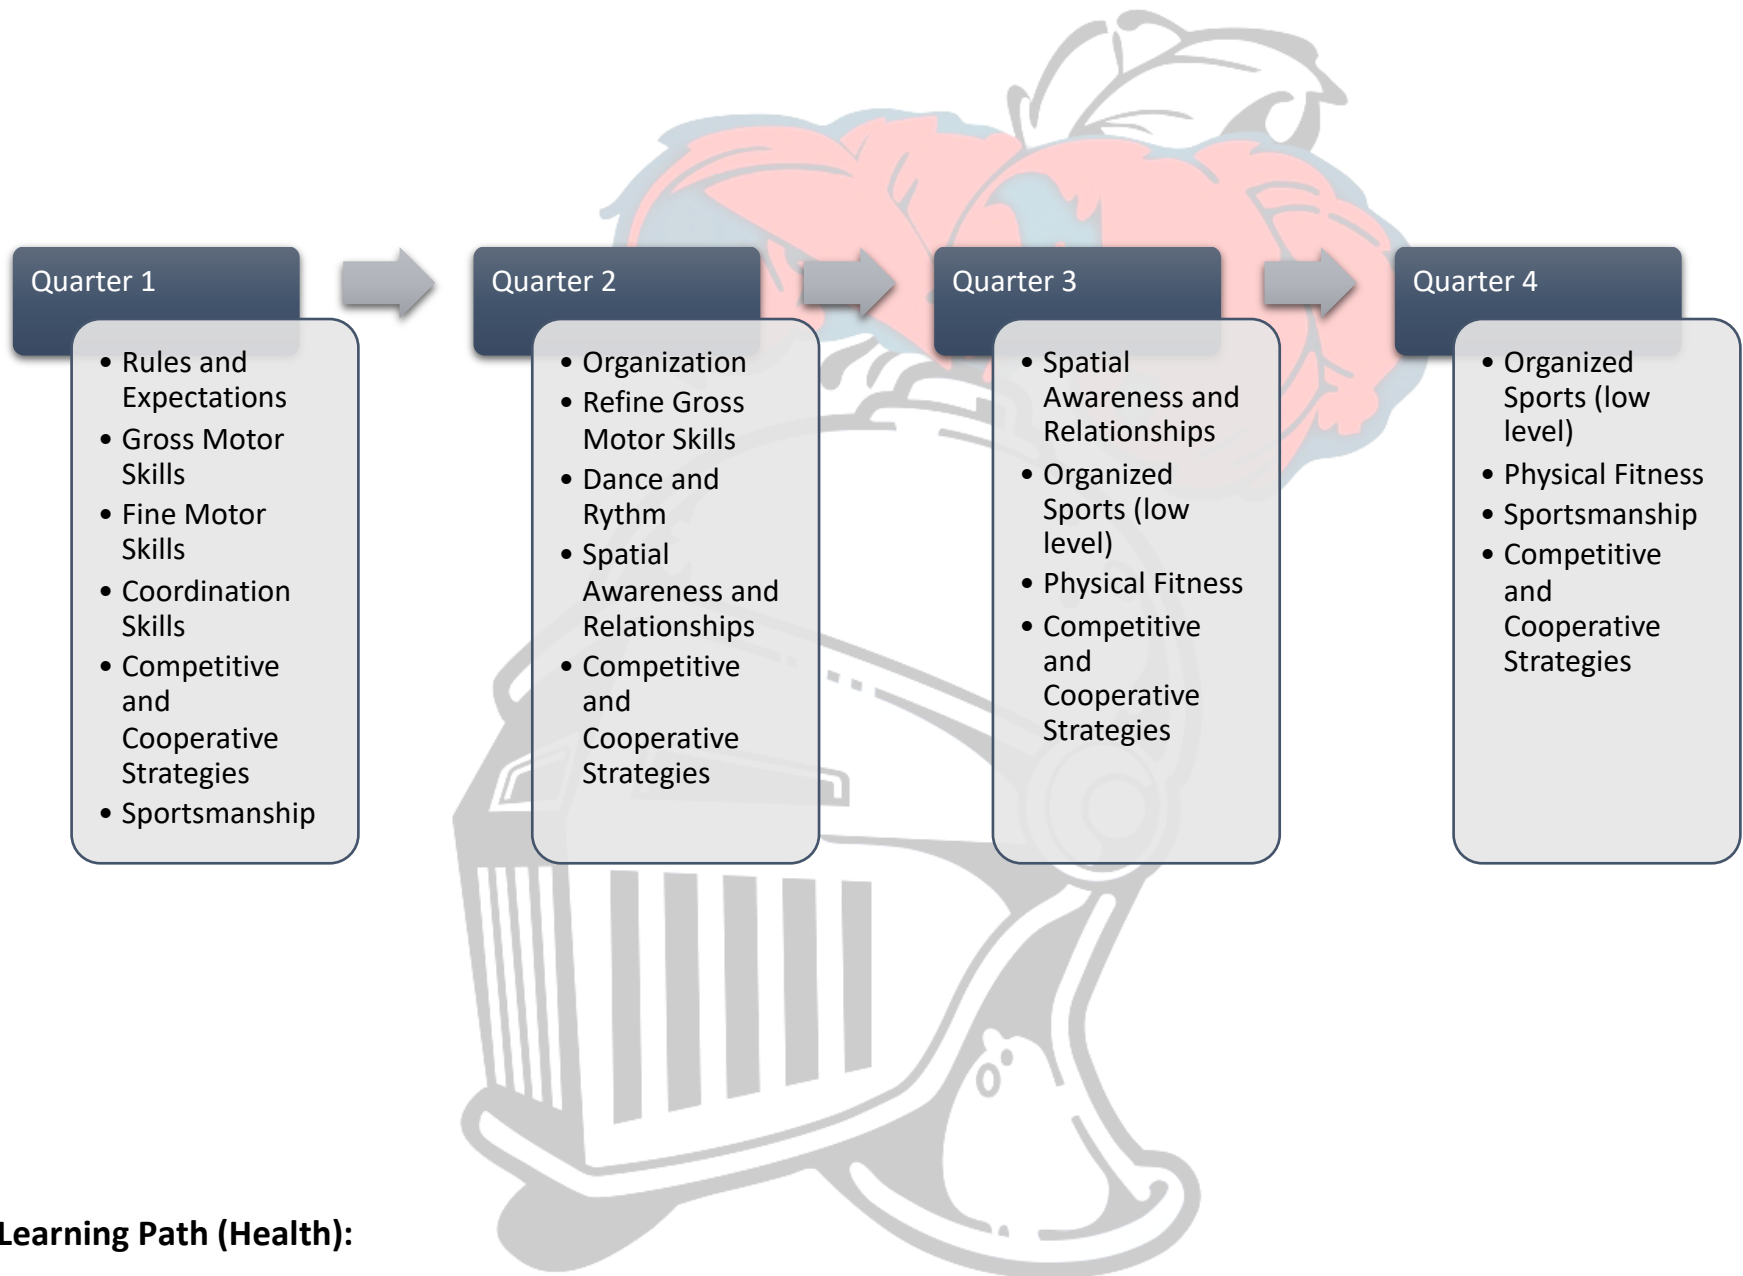 Quarter 1
• Rules and
Expectations
• Gross Motor
Skills
• Fine Motor
Skills
• Coordination
Skills
• Competitive
and
Cooperative
Strategies
• Sportsmanship
Quarter 2
• Organization
• Refine Gross
Motor Skills
• Dance and
Rythm
• Spatial
Awareness and
Relationships
• Competitive
and
Cooperative
Strategies
Quarter 3
• Spatial
Awareness and
Relationships
• Organized
Sports (low
level)
• Physical Fitness
• Competitive
and
Cooperative
Strategies
Quarter 4
• Organized
Sports (low
level)
• Physical Fitness
• Sportsmanship
• Competitive
and
Cooperative
Strategies
Learning Path (Health):